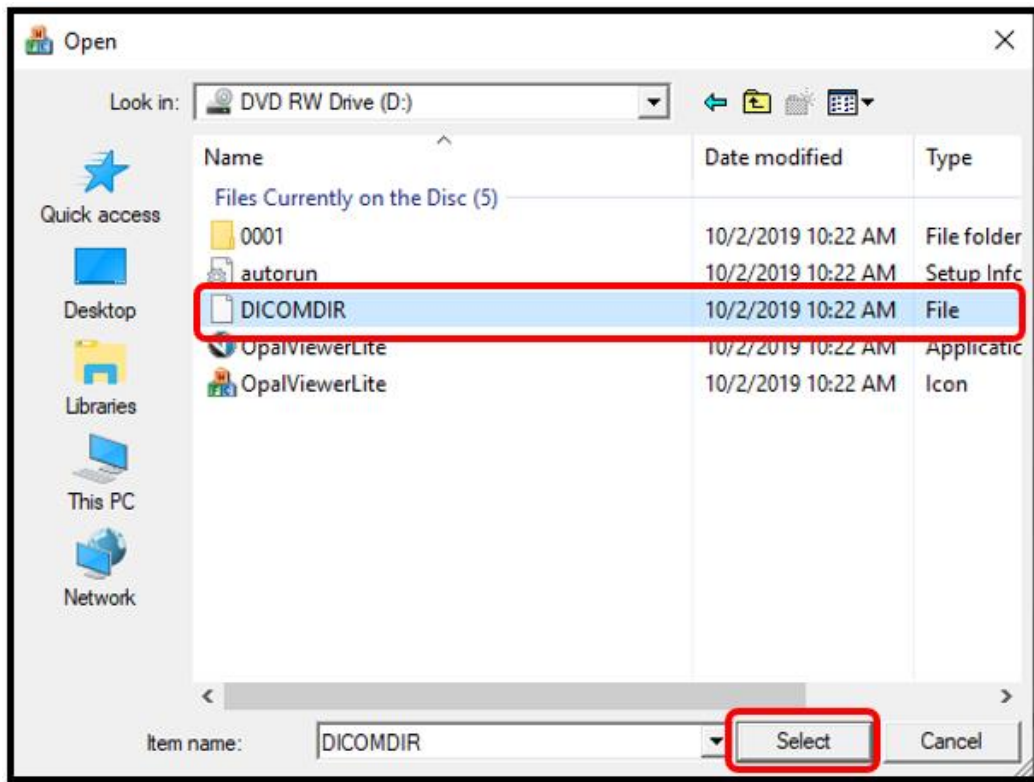 Open
Look in: DVD RW Drive (D:)
Name Date modified Type
Files Currently on the Disc (5)
0001 10/2/2019 10:22 AM File folder
autorun 10/2/2019 10:22 AM Setup Infc
DICOMDIR 10/2/2019 10:22 AM File
OpalViewerLite 10/2/2019 10:22 AM Applicatic
OpalViewerLite 10/2/2019 10:22 AM Icon
Quick access
Desktop
Libraries
This PC
Network
Item name: DICOMDIR Select Cancel